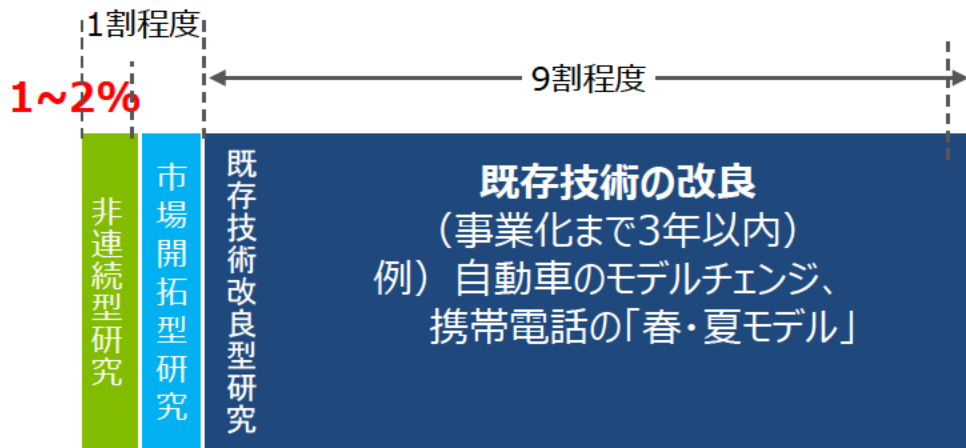 1割程度
9割程度
1~2%
非連続型研究
市場開拓型研究
既存技術改良型研究
既存技術の改良
（事業化まで3年以内）
例）自動車のモデルチェンジ、
携帯電話の「春・夏モデル」